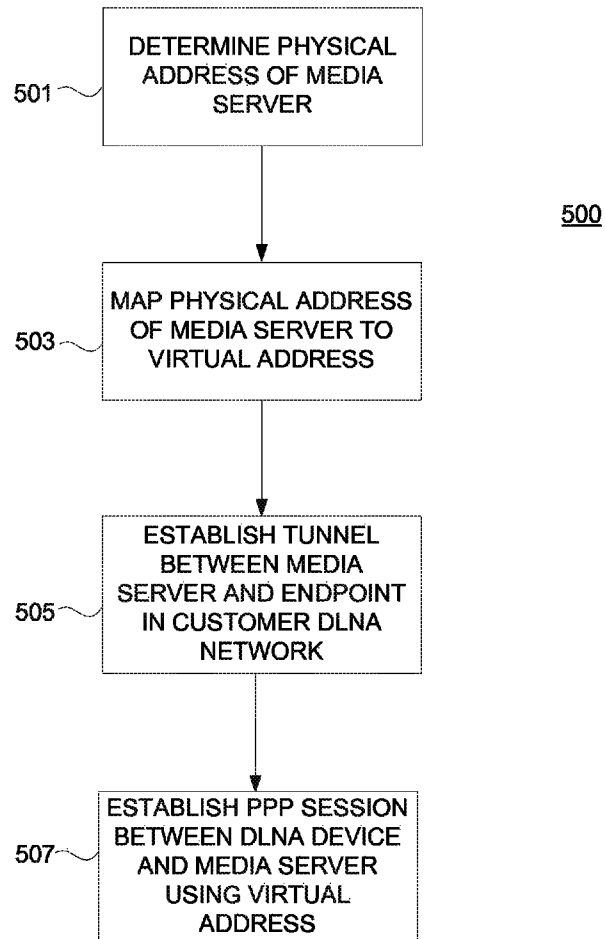 DETERMINE PHYSICAL
ADDRESS OF MEDIA
SERVER
501
500
MAP PHYSICAL ADDRESS
OF MEDIA SERVER TO
VIRTUAL ADDRESS
503
ESTABLISH TUNNEL
BETWEEN MEDIA
SERVER AND ENDPOINT
IN CUSTOMER DLNA
NETWORK
505
ESTABLISH PPP SESSION
BETWEEN DLNA DEVICE
AND MEDIA SERVER
USING VIRTUAL
ADDRESS
507